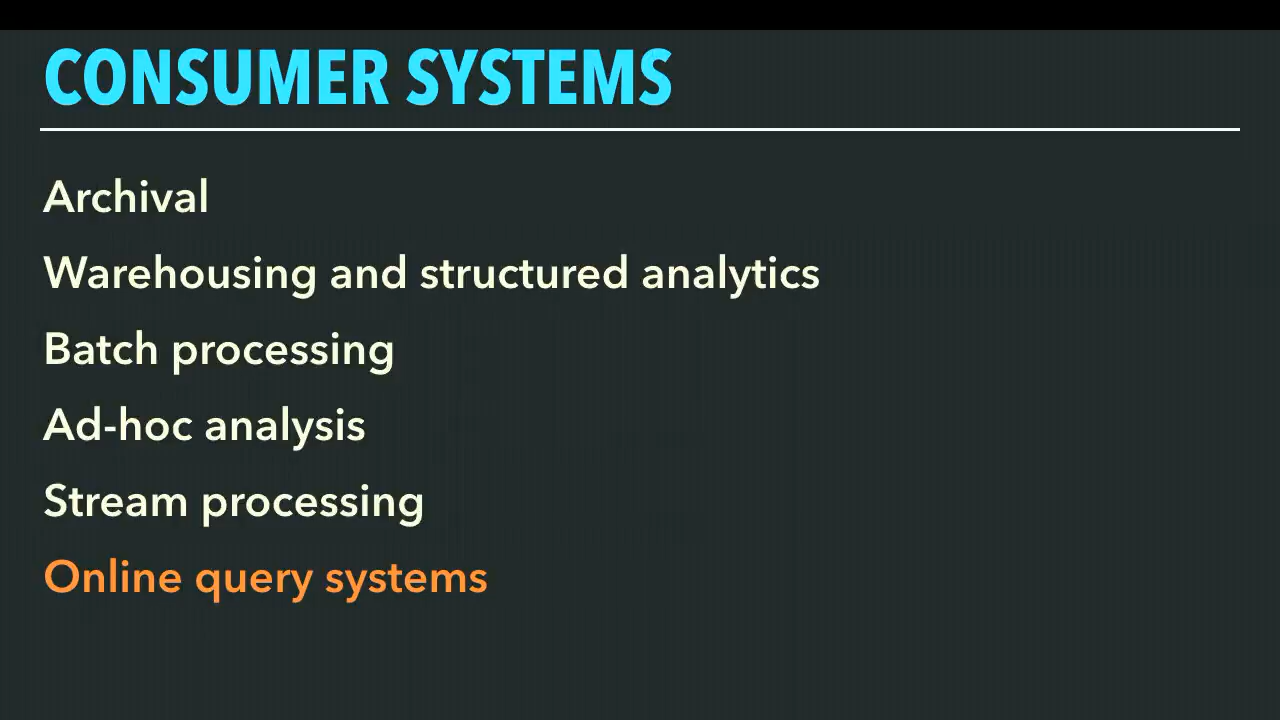 CONSUMER SYSTEMS
Archival
Warehousing and structured analytics
Batch processing
Ad-hoc analysis
Stream processing
Online query systems